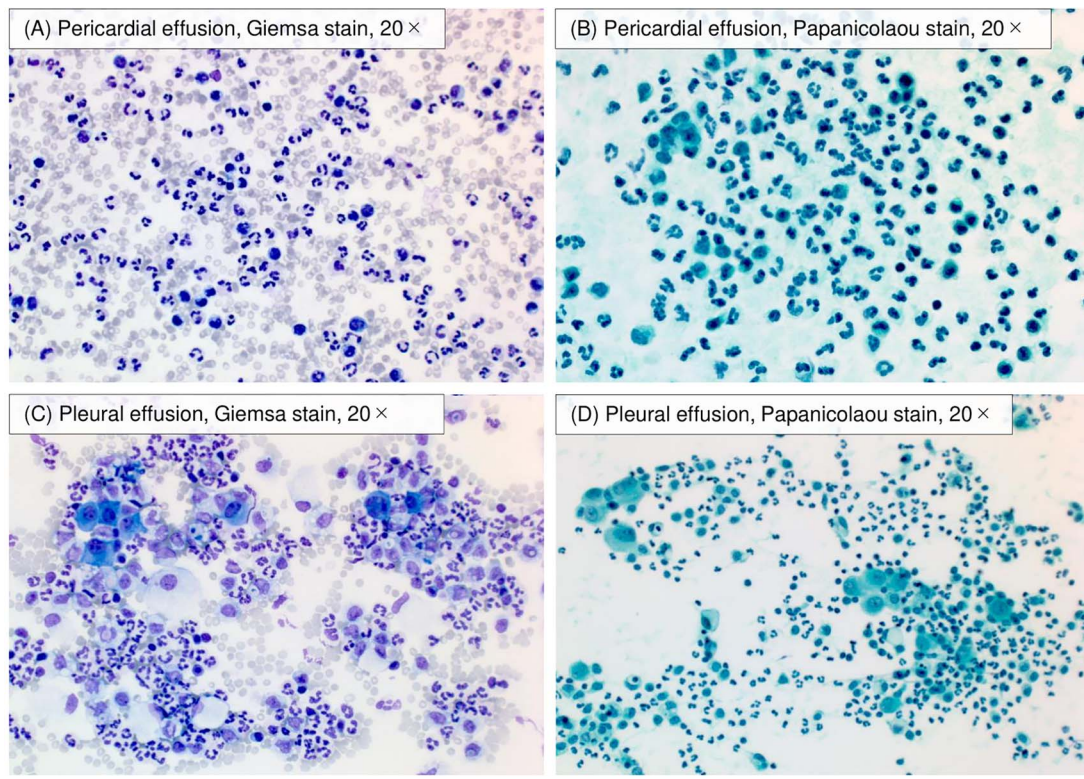 (A) Pericardial effusion, Giemsa stain, 20×
(B) Pericardial effusion, Papanicolaou stain, 20×
(C) Pleural effusion, Giemsa stain, 20×
(D) Pleural effusion, Papanicolaou stain, 20×